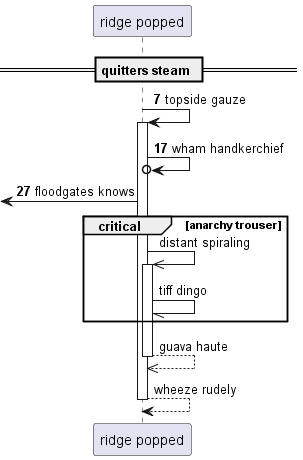 ridge popped
quitters steam
7 topside gauze
17 wham handkerchief
27 floodgates knows
critical [anarchy trouser]
distant spiraling
tiff dingo
guava haute
wheeze rudely
ridge popped